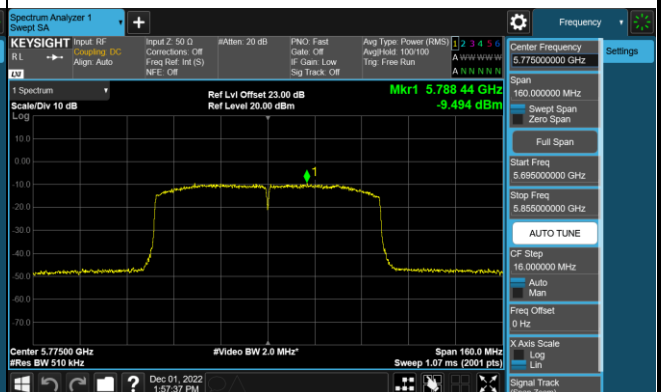 Spectrum Analyzer 1
Swept SA
Frequency
KEYSIGHT
RL
LXI
Input: RF
Coupling: DC
Align: Auto
Input Z: 50 Ω
Corrections: Off
Freq Ref: Int (S)
NFE: Off
#Atten: 20 dB
PNO: Fast
Gate: Off
IF Gain: Low
Sig Track: Off
Avg Type: Power (RMS)
Avg|Hold: 100/100
Trig: Free Run
1 2 3 4 5 6
A W W W W W
A N N N N N
1 Spectrum
Scale/Div 10 dB
Log
Ref Lvl Offset 23.00 dB
Ref Level 20.00 dBm
Mkr1 5.788 44 GHz
-9.494 dBm
1
10.0
0.00
-10.0
-20.0
-30.0
-40.0
-50.0
-60.0
-70.0
Center 5.77500 GHz
#Res BW 510 kHz
#Video BW 2.0 MHz*
Span 160.0 MHz
Sweep 1.07 ms (2001 pts)
Dec 01, 2022
1:57:37 PM
?
Settings
Center Frequency
5.775000000 GHz
Span
160.000000 MHz
Swept Span
Zero Span
Full Span
Start Freq
5.695000000 GHz
Stop Freq
5.855000000 GHz
AUTO TUNE
CF Step
16.000000 MHz
Auto
Man
Freq Offset
0 Hz
X Axis Scale
Log
Lin
Signal Track
(Span Zoom)